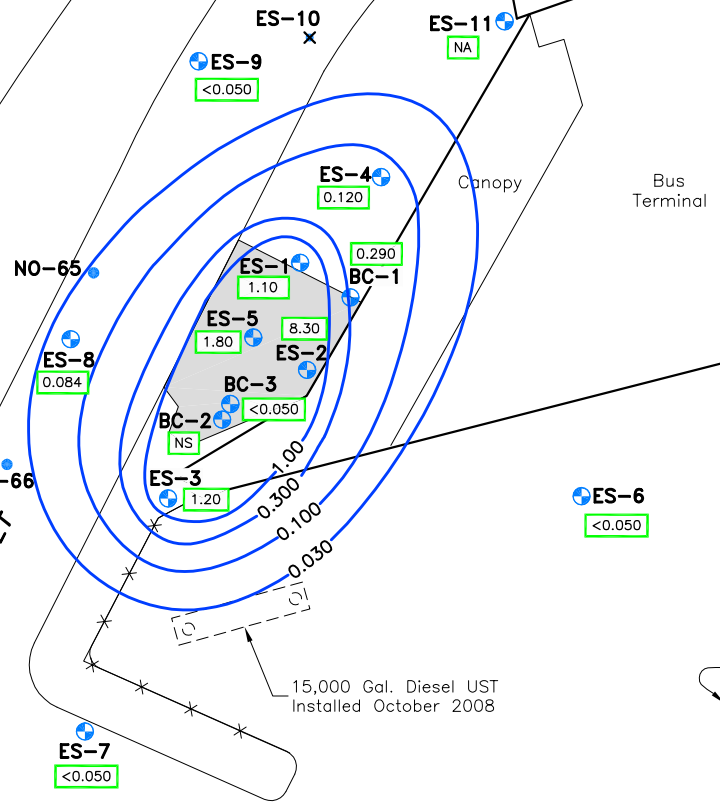 ES-10
ES-11
NA
ES-9
<0.050
ES-4
0.120
Canopy
Bus
Terminal
NO-65
ES-1
1.10
0.290
BC-1
ES-5
1.80
8.30
ES-8
0.084
ES-2
BC-3
<0.050
BC-2
NS
1.00
-66
ES-3
1.20
0.300
0.100
0.030
ES-6
<0.050
15,000 Gal. Diesel UST
Installed October 2008
ES-7
<0.050